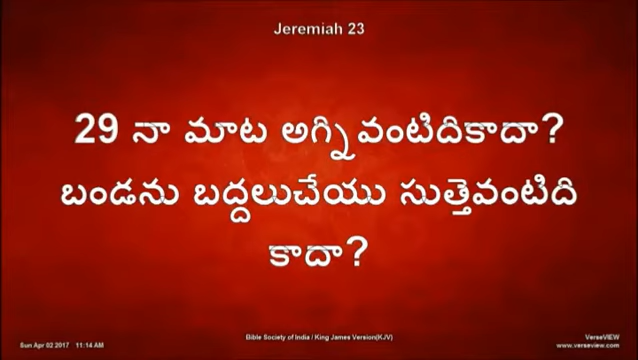 Jeremiah 23
29 నా మాట అగ్నివంటిదికాదా?
బండను బద్దలుచేయు సుత్తెవంటిది
కాదా?
Bible Society of India / King James Version(KJV)
Sun Apr 02 2017 11:14 AM
VerseVIEW
www.verseview.com